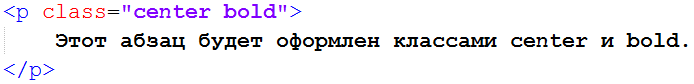 <p class="center bold">
Этот абзац будет оформлен классами center и bold.
</p>